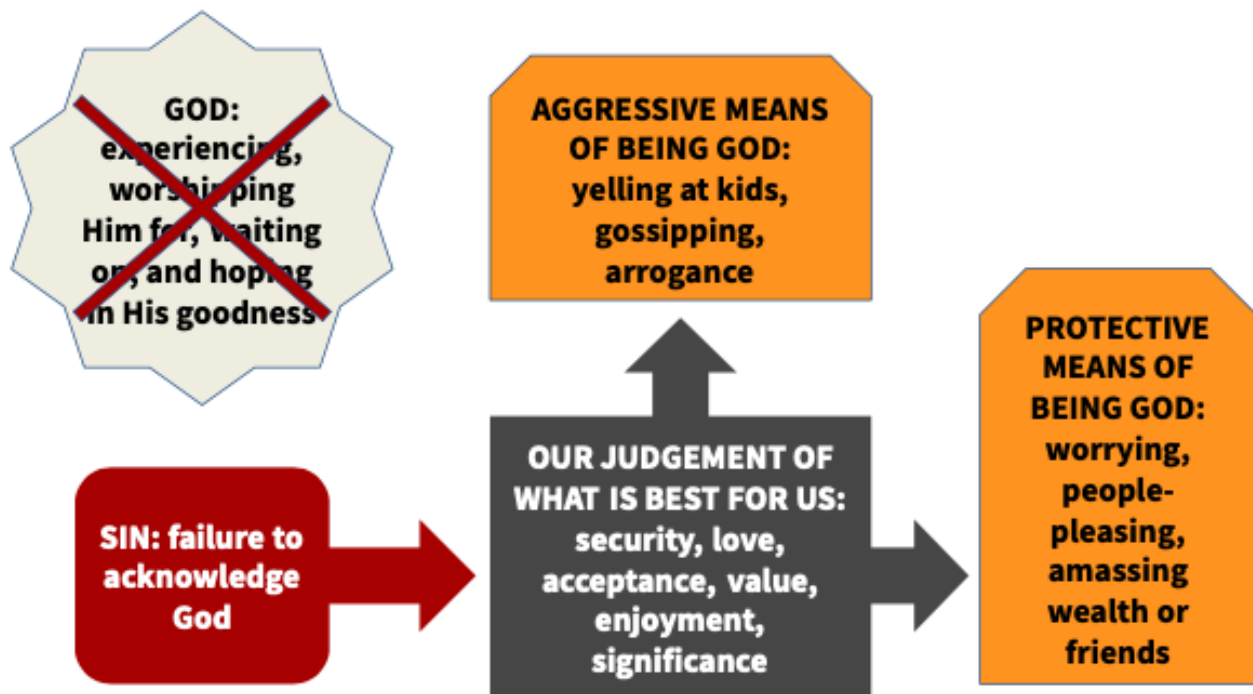 GOD:
experiencing,
worshipping
Him for, waiting
on, and hoping
in His goodness
AGGRESSIVE MEANS
OF BEING GOD:
yelling at kids,
gossipping,
arrogance
SIN: failure to
acknowledge
God
OUR JUDGEMENT OF
WHAT IS BEST FOR US:
security, love,
acceptance, value,
enjoyment,
significance
PROTECTIVE
MEANS OF
BEING GOD:
worrying,
people-
pleasing,
amassing
wealth or
friends